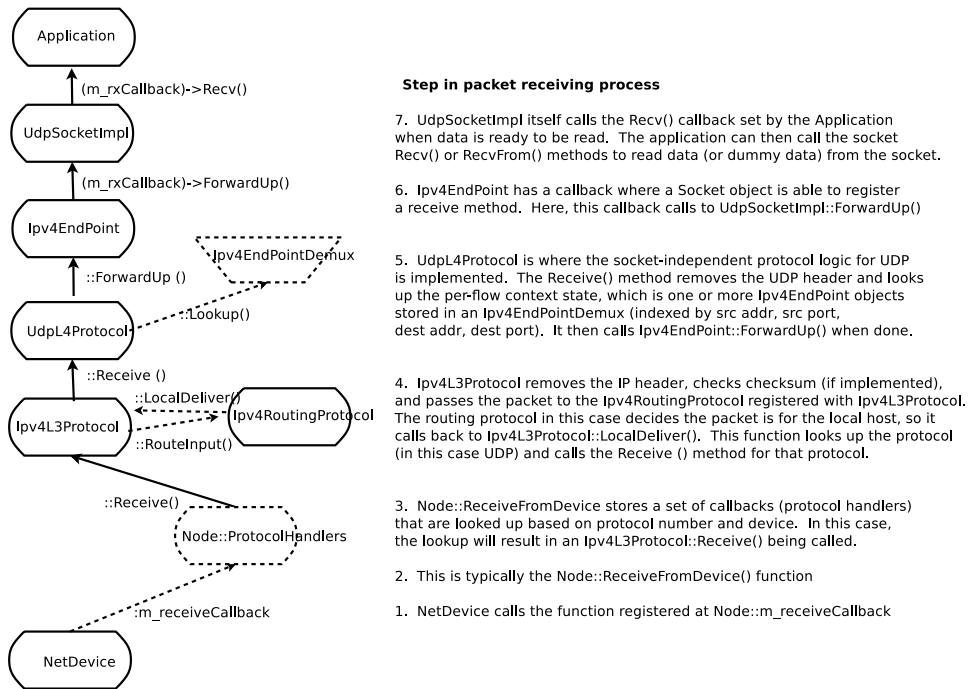 Application
(m_rxCallback)->Recv()
UdpSocketImpl
(m_rxCallback)->ForwardUp()
Ipv4EndPoint
Ipv4EndPointDemux
::ForwardUp ()
::Lookup()
UdpL4Protocol
::Receive ()
::LocalDeliver()
Ipv4L3Protocol
Ipv4RoutingProtocol
::RouteInput()
::Receive()
Node::ProtocolHandlers
:m_receiveCallback
NetDevice
Step in packet receiving process
7. UdpSocketImpl itself calls the Recv() callback set by the Application
when data is ready to be read. The application can then call the socket
Recv() or RecvFrom() methods to read data (or dummy data) from the socket.
6. Ipv4EndPoint has a callback where a Socket object is able to register
a receive method. Here, this callback calls to UdpSocketImpl::ForwardUp()
5. UdpL4Protocol is where the socket-independent protocol logic for UDP
is implemented. The Receive() method removes the UDP header and looks
up the per-flow context state, which is one or more Ipv4EndPoint objects
stored in an Ipv4EndPointDemux (indexed by src addr, src port,
dest addr, dest port). It then calls Ipv4EndPoint::ForwardUp() when done.
4. Ipv4L3Protocol removes the IP header, checks checksum (if implemented),
and passes the packet to the Ipv4RoutingProtocol registered with Ipv4L3Protocol.
The routing protocol in this case decides the packet is for the local host, so it
calls back to Ipv4L3Protocol::LocalDeliver(). This function looks up the protocol
(in this case UDP) and calls the Receive () method for that protocol.
3. Node::ReceiveFromDevice stores a set of callbacks (protocol handlers)
that are looked up based on protocol number and device. In this case,
the lookup will result in an Ipv4L3Protocol::Receive() being called.
2. This is typically the Node::ReceiveFromDevice() function
1. NetDevice calls the function registered at Node::m_receiveCallback